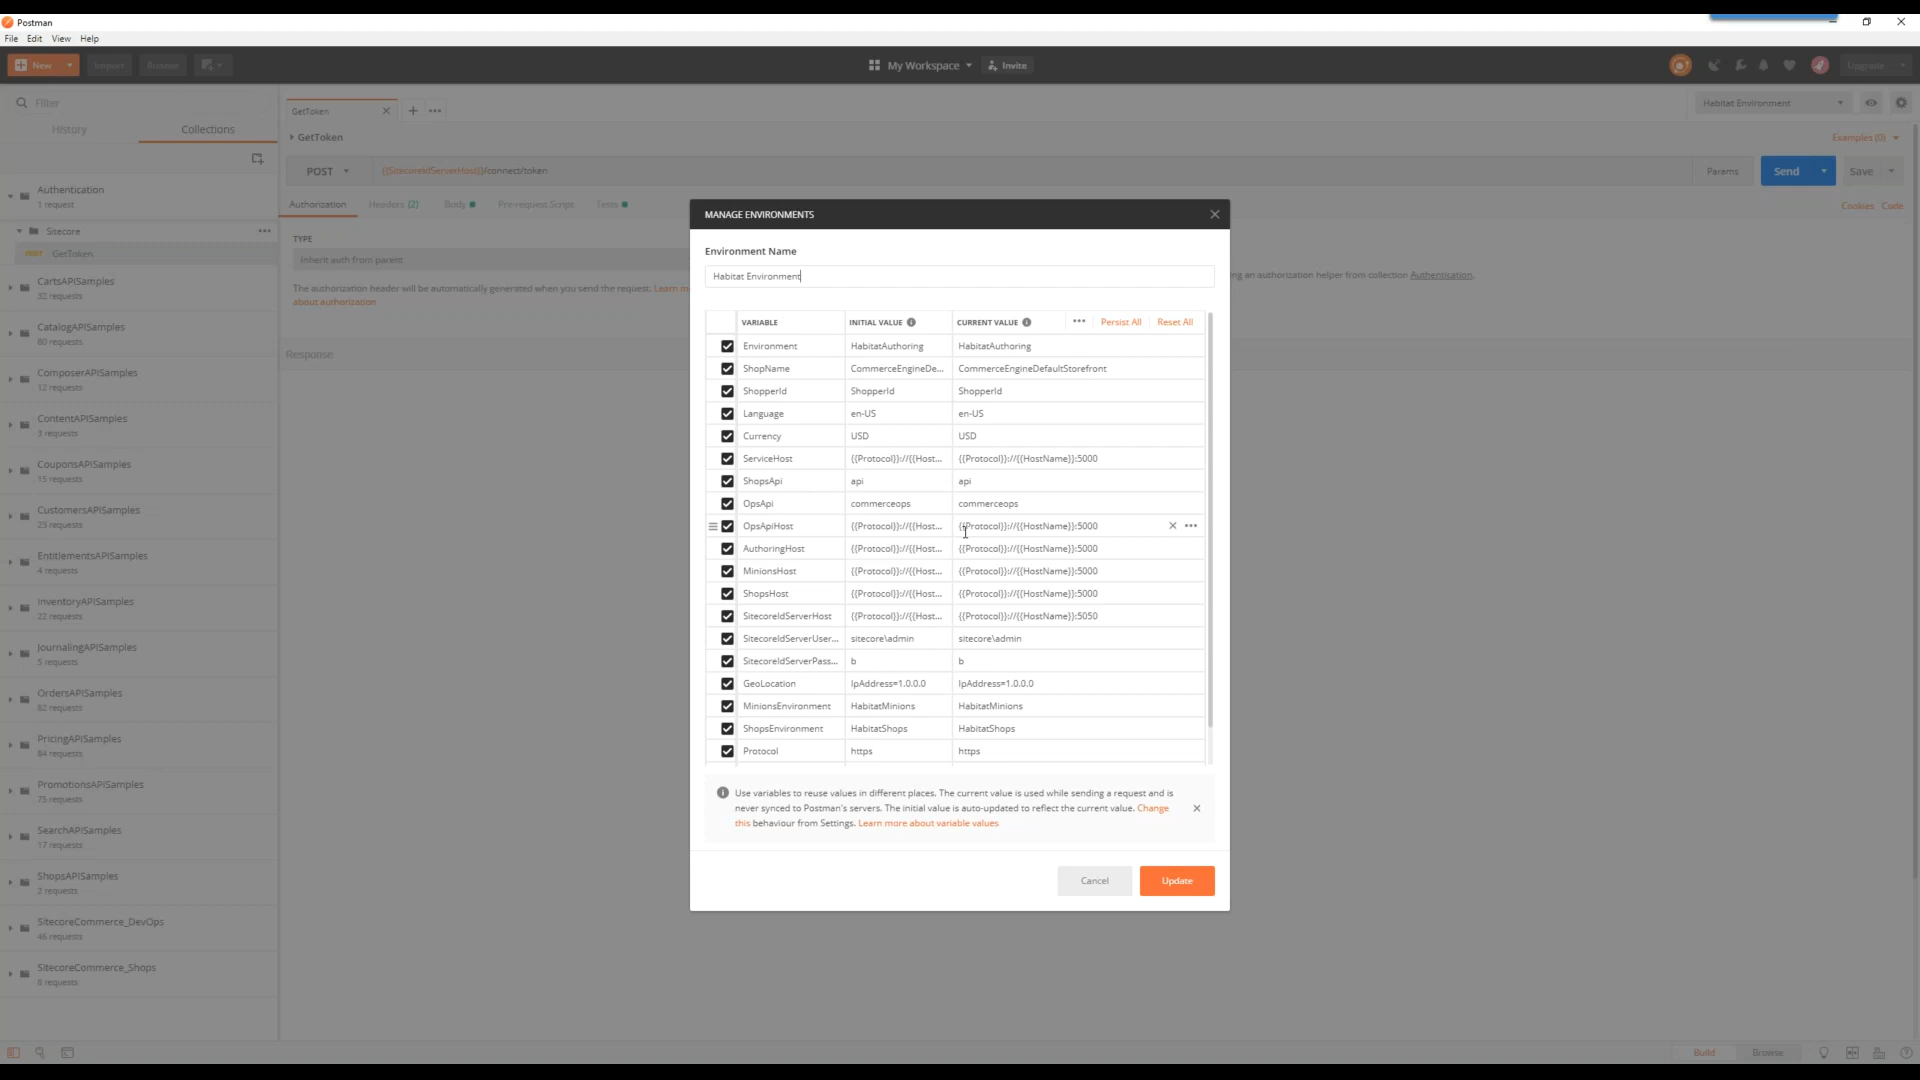 Postman
File Edit View Help
New Import Runner My Workspace Invite Upgrade
Filter
History Collections
Authentication
1 request
Sitecore
POST GetToken
CartsAPISamples
32 requests
CatalogAPISamples
80 requests
ComposerAPISamples
12 requests
ContentAPISamples
3 requests
CouponsAPISamples
15 requests
CustomersAPISamples
23 requests
EntitlementsAPISamples
4 requests
InventoryAPISamples
22 requests
JournalingAPISamples
5 requests
OrdersAPISamples
82 requests
PricingAPISamples
84 requests
PromotionsAPISamples
75 requests
SearchAPISamples
17 requests
ShopsAPISamples
2 requests
SitecoreCommerce_DevOps
46 requests
SitecoreCommerce_Shops
8 requests
GetToken
Habitat Environment
GetToken
Examples (0)
POST {{SitecoreIdServerHost}}/connect/token Params Send Save
Authorization Headers (2) Body Pre-request Script Tests Cookies Code
TYPE
Inherit auth from parent
The authorization header will be automatically generated when you send the request. Learn m
about authorization
ng an authorization helper from collection Authentication.
Response
MANAGE ENVIRONMENTS
Environment Name
Habitat Environment
VARIABLE INITIAL VALUE CURRENT VALUE ••• Persist All Reset All
Environment HabitatAuthoring HabitatAuthoring
ShopName CommerceEngineDe... CommerceEngineDefaultStorefront
ShopperId ShopperId ShopperId
Language en-US en-US
Currency USD USD
ServiceHost {{Protocol}}://{{Host... {{Protocol}}://{{HostName}}:5000
ShopsApi api api
OpsApi commerceops commerceops
OpsApiHost {{Protocol}}://{{Host... {{Protocol}}://{{HostName}}:5000
AuthoringHost {{Protocol}}://{{Host... {{Protocol}}://{{HostName}}:5000
MinionsHost {{Protocol}}://{{Host... {{Protocol}}://{{HostName}}:5000
ShopsHost {{Protocol}}://{{Host... {{Protocol}}://{{HostName}}:5000
SitecoreIdServerHost {{Protocol}}://{{Host... {{Protocol}}://{{HostName}}:5050
SitecoreIdServerUser... sitecore\admin sitecore\admin
SitecoreIdServerPass... b b
GeoLocation IpAddress=1.0.0.0 IpAddress=1.0.0.0
MinionsEnvironment HabitatMinions HabitatMinions
ShopsEnvironment HabitatShops HabitatShops
Protocol https https
Use variables to reuse values in different places. The current value is used while sending a request and is
never synced to Postman's servers. The initial value is auto-updated to reflect the current value. Change
this behaviour from Settings. Learn more about variable values
Cancel Update
Build Browse